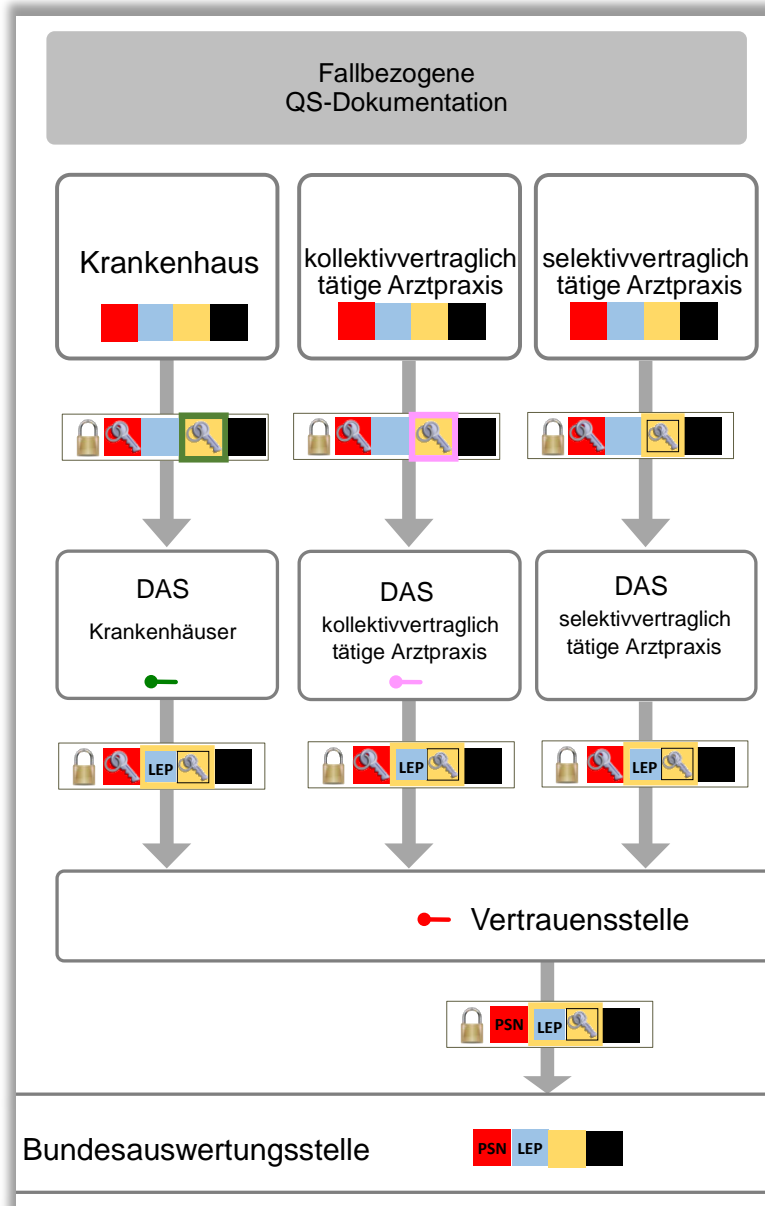 Fallbezogene
QS-Dokumentation
Krankenhaus
kollektivvertraglich
tätige Arztpraxis
selektivvertraglich
tätige Arztpraxis
DAS
Krankenhäuser
DAS
kollektivvertraglich
tätige Arztpraxis
DAS
selektivvertraglich
tätige Arztpraxis
LEP
LEP
LEP
Vertrauensstelle
PSN LEP
Bundesauswertungsstelle
PSN LEP